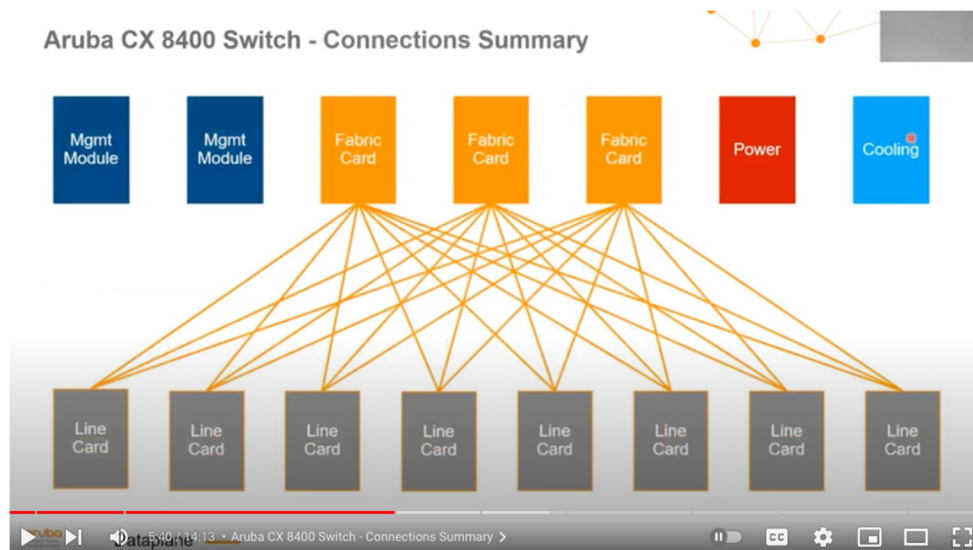 Aruba CX 8400 Switch - Connections Summary
Mgmt
Module
Mgmt
Module
Fabric
Card
Fabric
Card
Fabric
Card
Power
Cooling
Line
Card
Line
Card
Line
Card
Line
Card
Line
Card
Line
Card
Line
Card
Line
Card
aruba
Dataplane
5:40 / 14:13 • Aruba CX 8400 Switch - Connections Summary >
CC